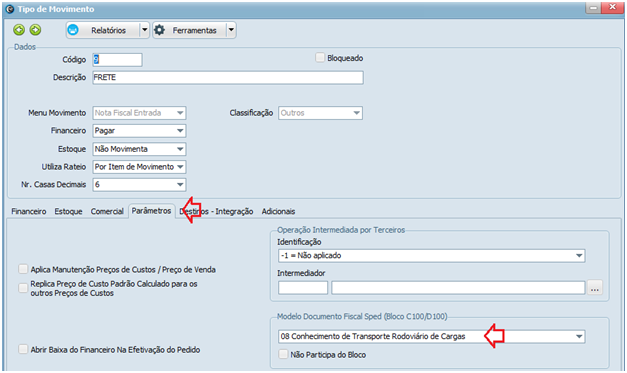 Tipo de Movimento
Relatórios Ferramentas
Dados
Código 9 Bloqueado
Descrição FRETE
Menu Movimento Nota Fiscal Entrada Classificação Outros
Financeiro Pagar
Estoque Não Movimenta
Utiliza Rateio Por Item de Movimento
Nr. Casas Decimais 6
Financeiro Estoque Comercial Parâmetros Destinos - Integração Adicionais
Operação Intermediada por Terceiros
Identificação
-1 = Não aplicado
Aplica Manutenção Preços de Custos / Preço de Venda
Intermediador
Replica Preço de Custo Padrão Calculado para os
outros Preços de Custos
...
Modelo Documento Fiscal Sped (Bloco C100/D100)
08 Conhecimento de Transporte Rodoviário de Cargas
Abrir Baixa do Financeiro Na Efetivação do Pedido
Não Participa do Bloco